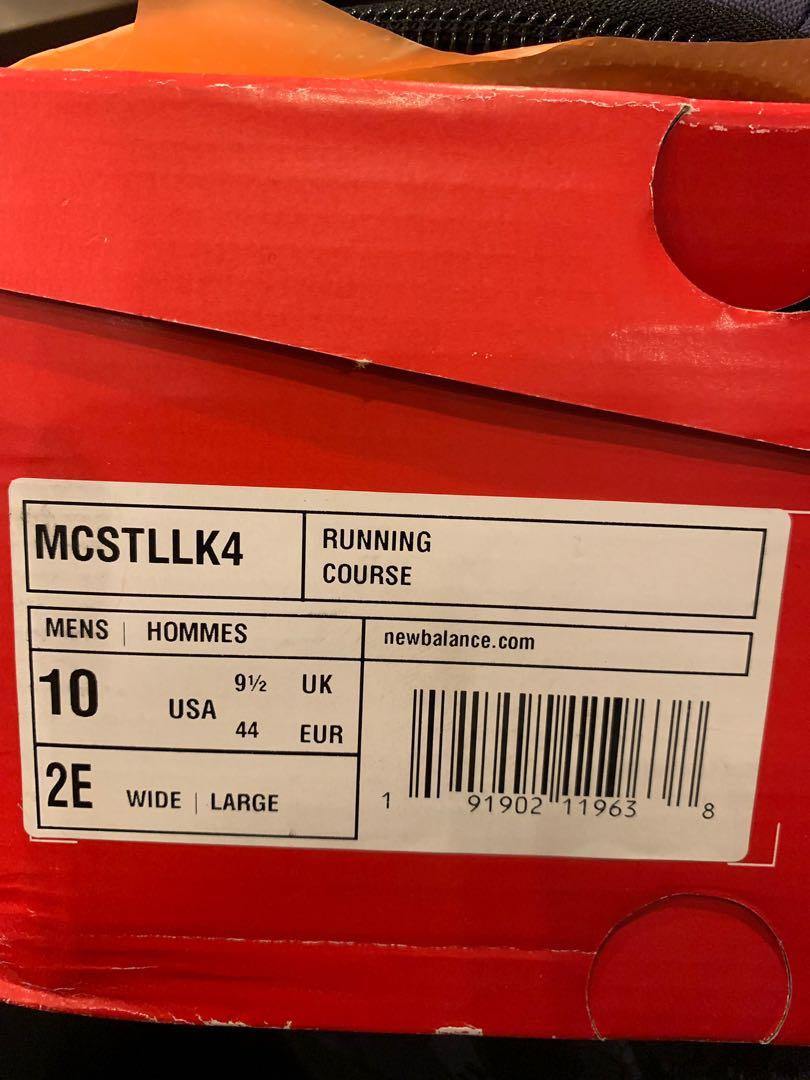 MCSTLLK4
RUNNING
COURSE
MENS | HOMMES
newbalance.com
10 USA 9½ UK
44 EUR
2E WIDE | LARGE
1 91902 11963 8